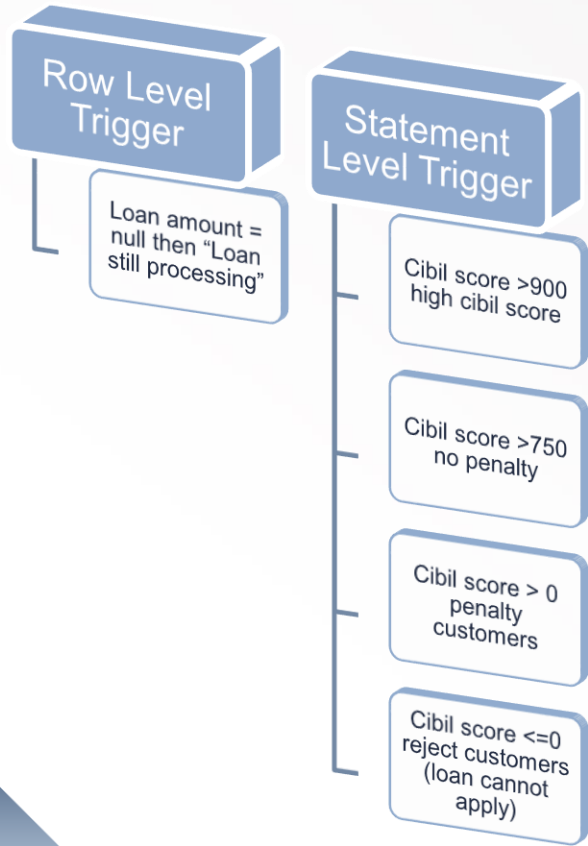 Row Level
Trigger
Loan amount =
null then “Loan
still processing”
Statement
Level Trigger
Cibil score >900
high cibil score
Cibil score >750
no penalty
Cibil score > 0
penalty
customers
Cibil score <=0
reject customers
(loan cannot
apply)